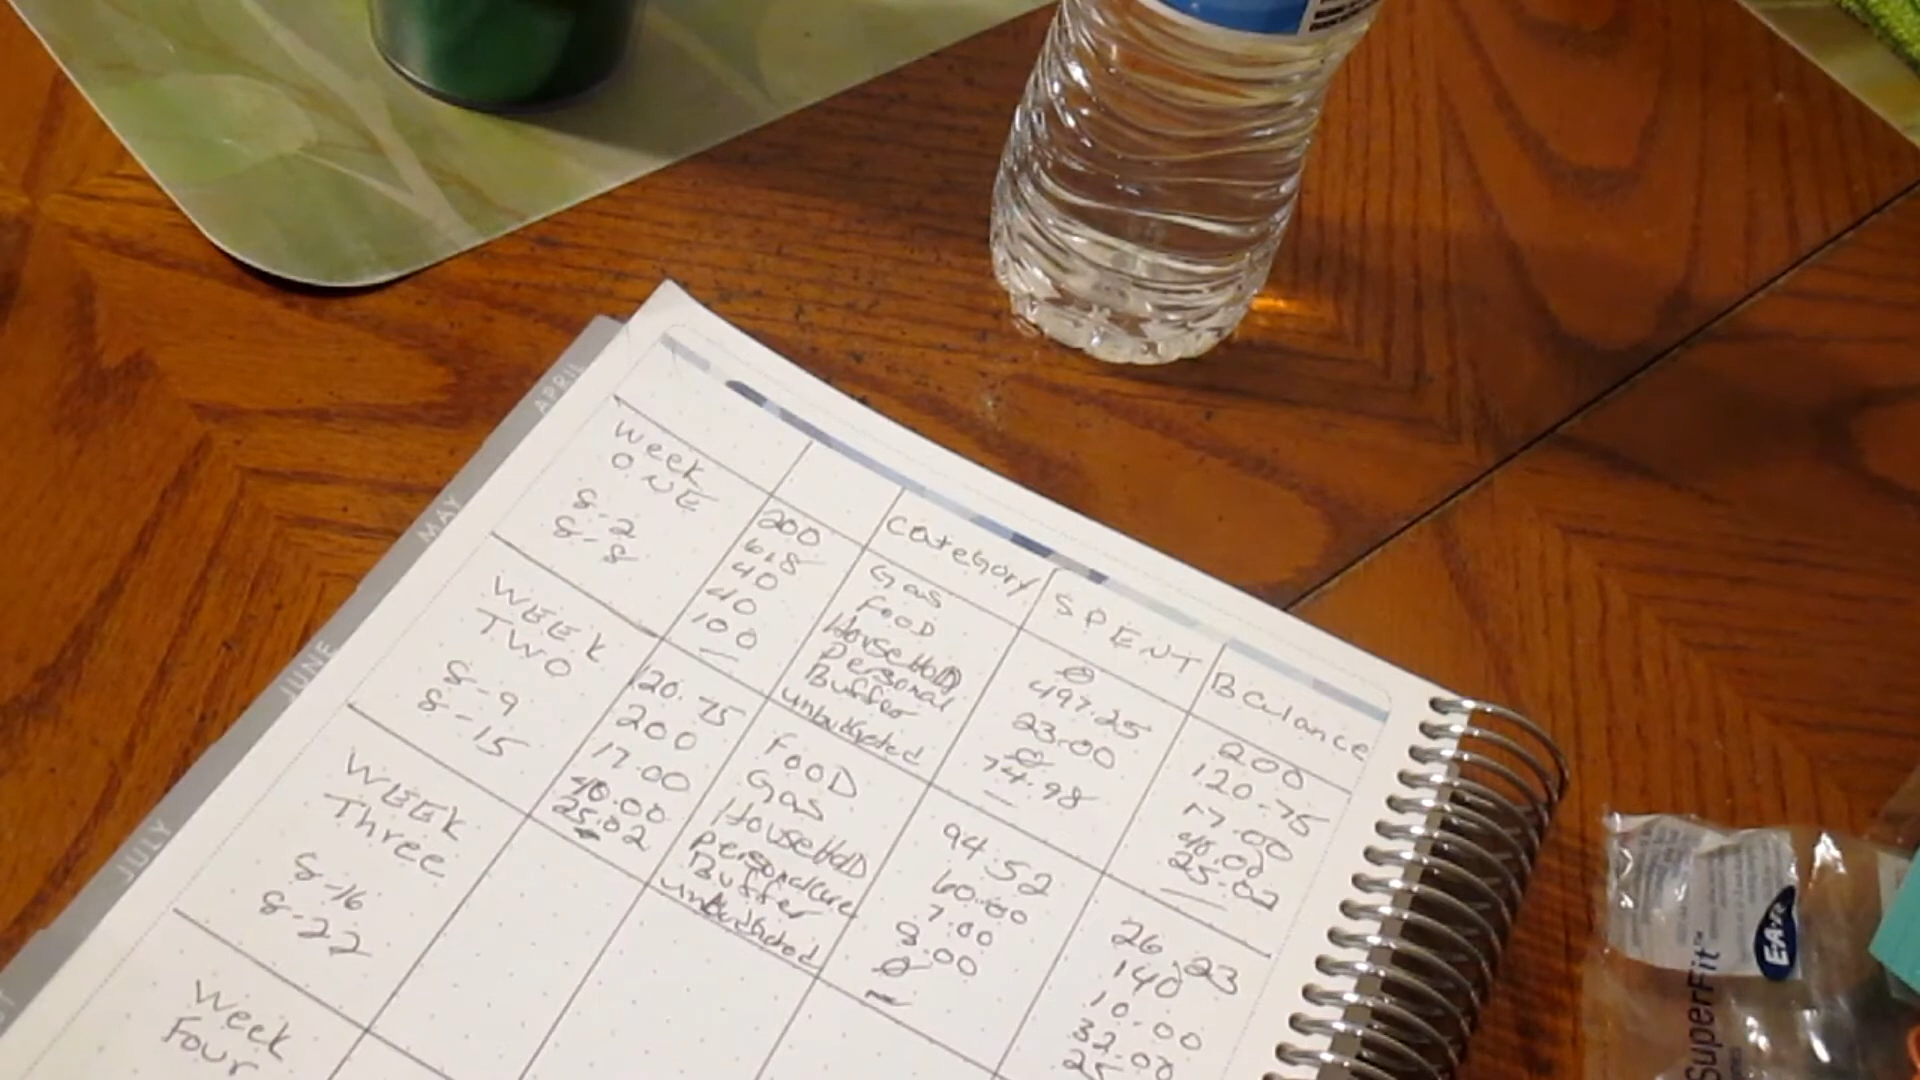 APRIL
MAY
JUNE
JULY
category
SPENT
BCulance
Week
ONE
8-2
8-8
200
618
40
40
100
—
Gas
FOOD
HouseHolD
Personal
Buffer
unbudgeted
497.25
23.00
74.98
—
200
120.75
17.00
40.00
25.02
—
WEEK
TWO
8-9
8-15
120.75
200
17.00
40.00
25.02
FOOD
Gas
HouseHolD
Buffer
94.52
60.00
7.00
8.00
—
26.23
140
10.00
32.00
25
WEEK
Three
8-16
8-22
Week
Four
E-A-R
SuperFit™